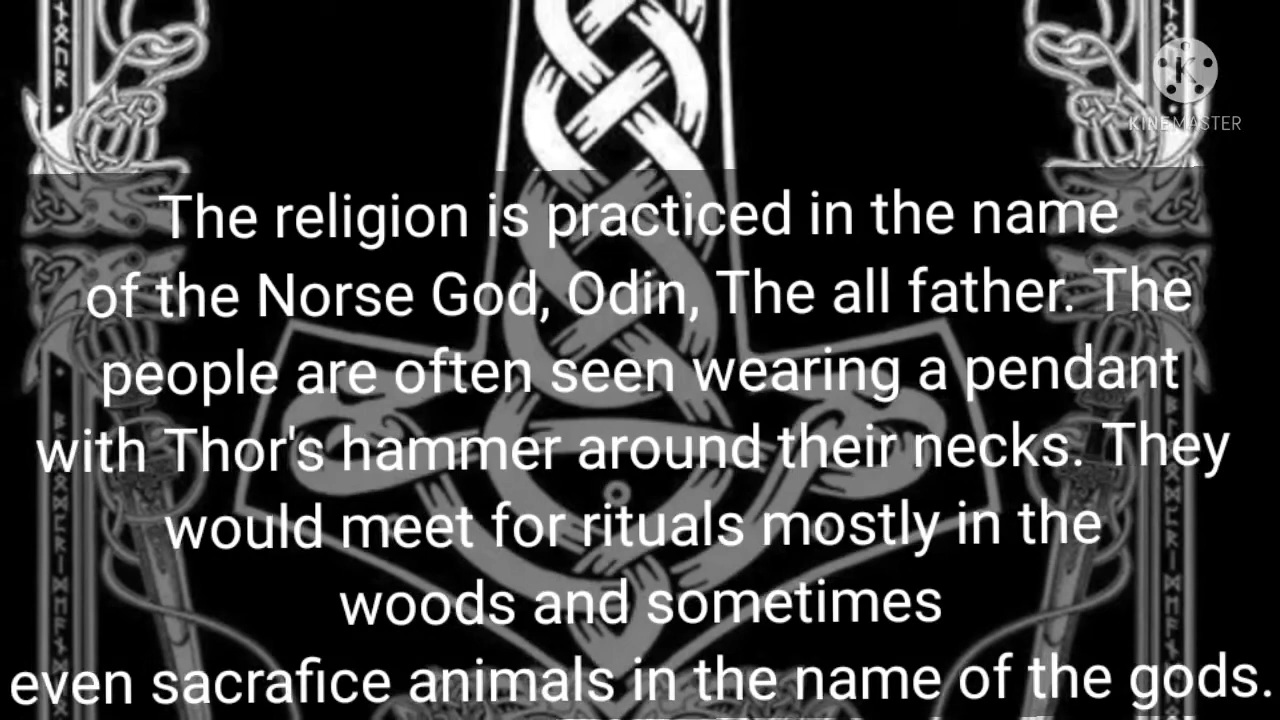 KINEMASTER
The religion is practiced in the name
of the Norse God, Odin, The all father. The
people are often seen wearing a pendant
with Thor's hammer around their necks. They
would meet for rituals mostly in the
woods and sometimes
even sacrafice animals in the name of the gods.